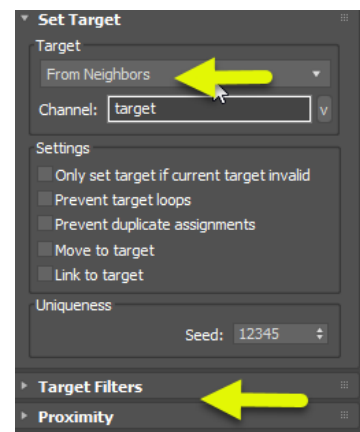 Set Target
Target
From Neighbors
Channel: target v
Settings
Only set target if current target invalid
Prevent target loops
Prevent duplicate assignments
Move to target
Link to target
Uniqueness
Seed: 12345
Target Filters
Proximity